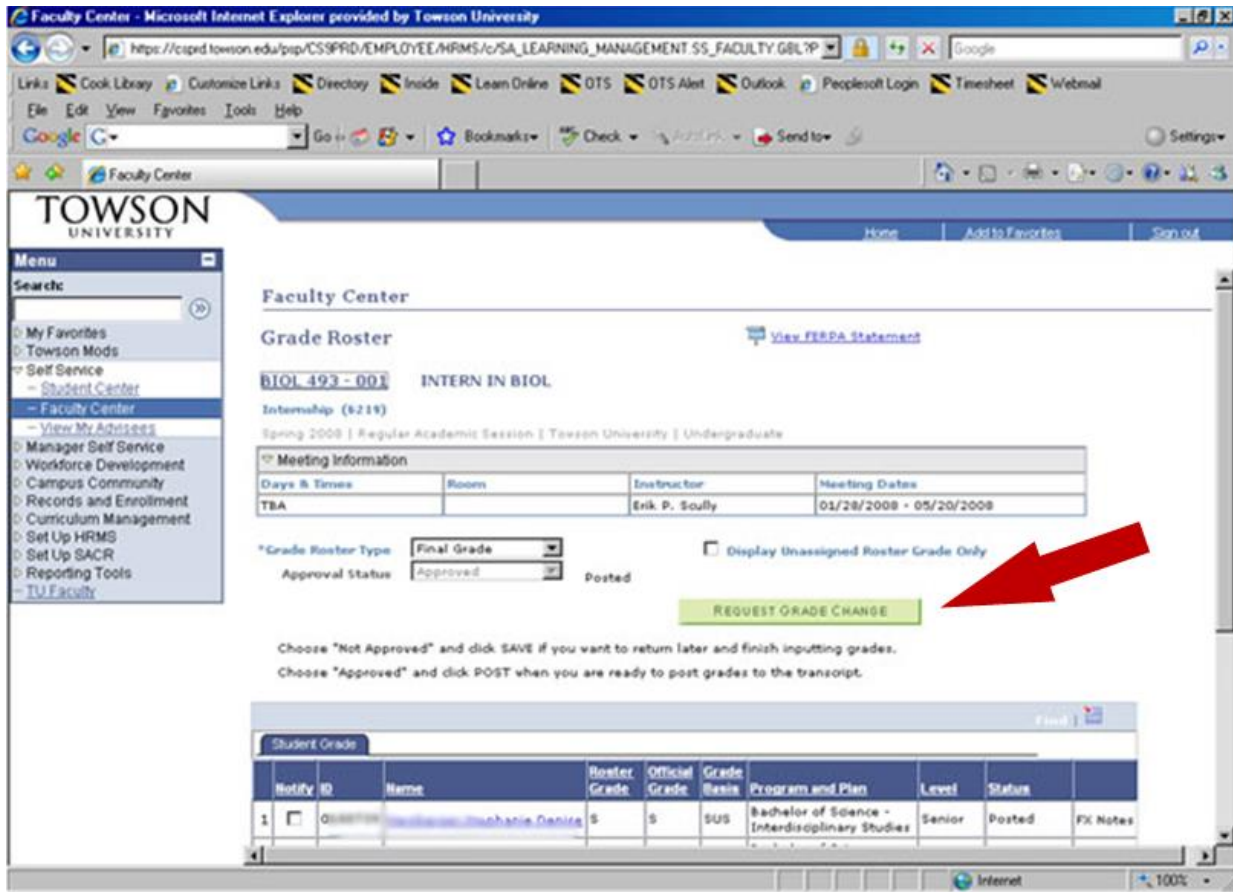 Faculty Center - Microsoft Internet Explorer provided by Towson University
https://csprd.towson.edu/psp/CS9PRD/EMPLOYEE/HRMS/c/SA_LEARNING_MANAGEMENT.SS_FACULTY.GBL?P
Google
Links Cook Library Customize Links Directory Inside Learn Online OTS OTS Alert Outlook Peoplesoft Login Timesheet Webmail
File Edit View Favorites Tools Help
Google Go Bookmarks Check AutoLink Send to Settings
Faculty Center
TOWSON
UNIVERSITY
Home Add to Favorites Sign out
Menu
Search:
My Favorites
Towson Mods
Self Service
Student Center
Faculty Center
View My Advisees
Manager Self Service
Workforce Development
Campus Community
Records and Enrollment
Curriculum Management
Set Up HRMS
Set Up SACR
Reporting Tools
TU Faculty
Faculty Center
Grade Roster View FERPA Statement
BIOL 493 - 001 INTERN IN BIOL
Internship (6219)
Spring 2008 | Regular Academic Session | Towson University | Undergraduate
Meeting Information
Days & Times Room Instructor Meeting Dates
TBA Erik P. Scully 01/28/2008 - 05/20/2008
*Grade Roster Type Final Grade Display Unassigned Roster Grade Only
Approval Status Approved Posted
REQUEST GRADE CHANGE
Choose "Not Approved" and click SAVE if you want to return later and finish inputting grades.
Choose "Approved" and click POST when you are ready to post grades to the transcript.
Find |
Student Grade
Notify ID Name Roster Grade Official Grade Grade Basis Program and Plan Level Status
1 S S SUS Bachelor of Science - Interdisciplinary Studies Senior Posted FX Notes
Internet 100%